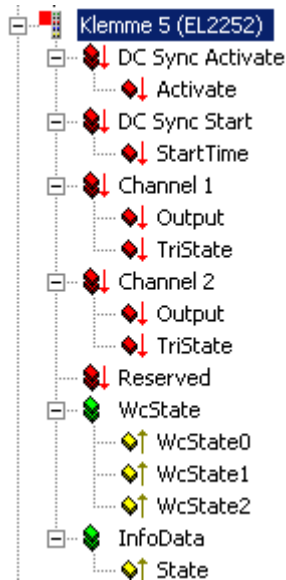 Klemme 5 (EL2252)
DC Sync Activate
Activate
DC Sync Start
StartTime
Channel 1
Output
TriState
Channel 2
Output
TriState
Reserved
WcState
WcState0
WcState1
WcState2
InfoData
State